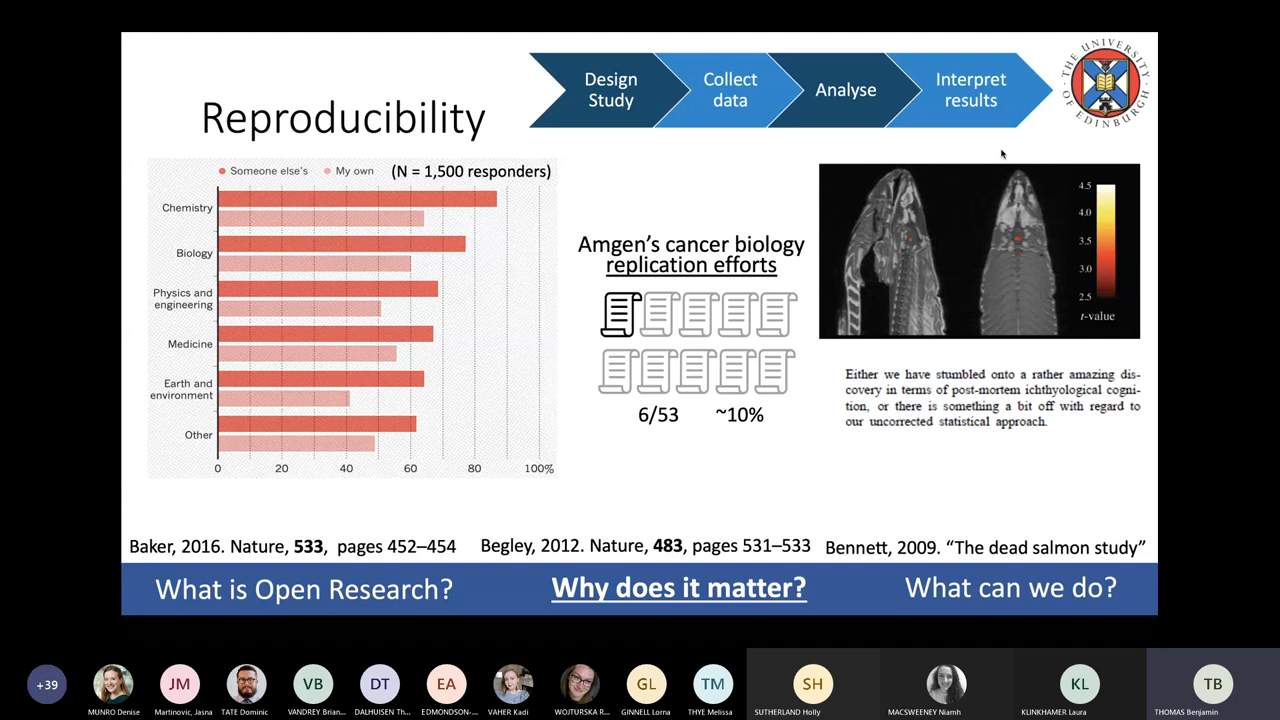 Design
Study
Collect
data
Analyse
Interpret
results
THE UNIVERSITY
OF EDINBURGH
Reproducibility
Someone else's
My own
(N = 1,500 responders)
Chemistry
Biology
Physics and
engineering
Medicine
Earth and
environment
Other
0 20 40 60 80 100%
Amgen's cancer biology
replication efforts
6/53 ~10%
4.5
4.0
3.5
3.0
2.5
t-value
Either we have stumbled onto a rather amazing dis-
covery in terms of post-mortem ichthyological cogni-
tion, or there is something a bit off with regard to
our uncorrected statistical approach.
Baker, 2016. Nature, 533, pages 452–454
Begley, 2012. Nature, 483, pages 531–533
Bennett, 2009. “The dead salmon study”
What is Open Research?
Why does it matter?
What can we do?
+39
JM
VB
DT
EA
GL
TM
SH
KL
TB
MUNRO Denise
Martinovic, Jasna
TATE Dominic
VANDREY Brian...
DALHUISEN Th...
EDMONDSON-...
VAHER Kadi
WOJTURSKA R...
GINNELL Lorna
THYE Melissa
SUTHERLAND Holly
MACSWEENEY Niamh
KLINKHAMER Laura
THOMAS Benjamin